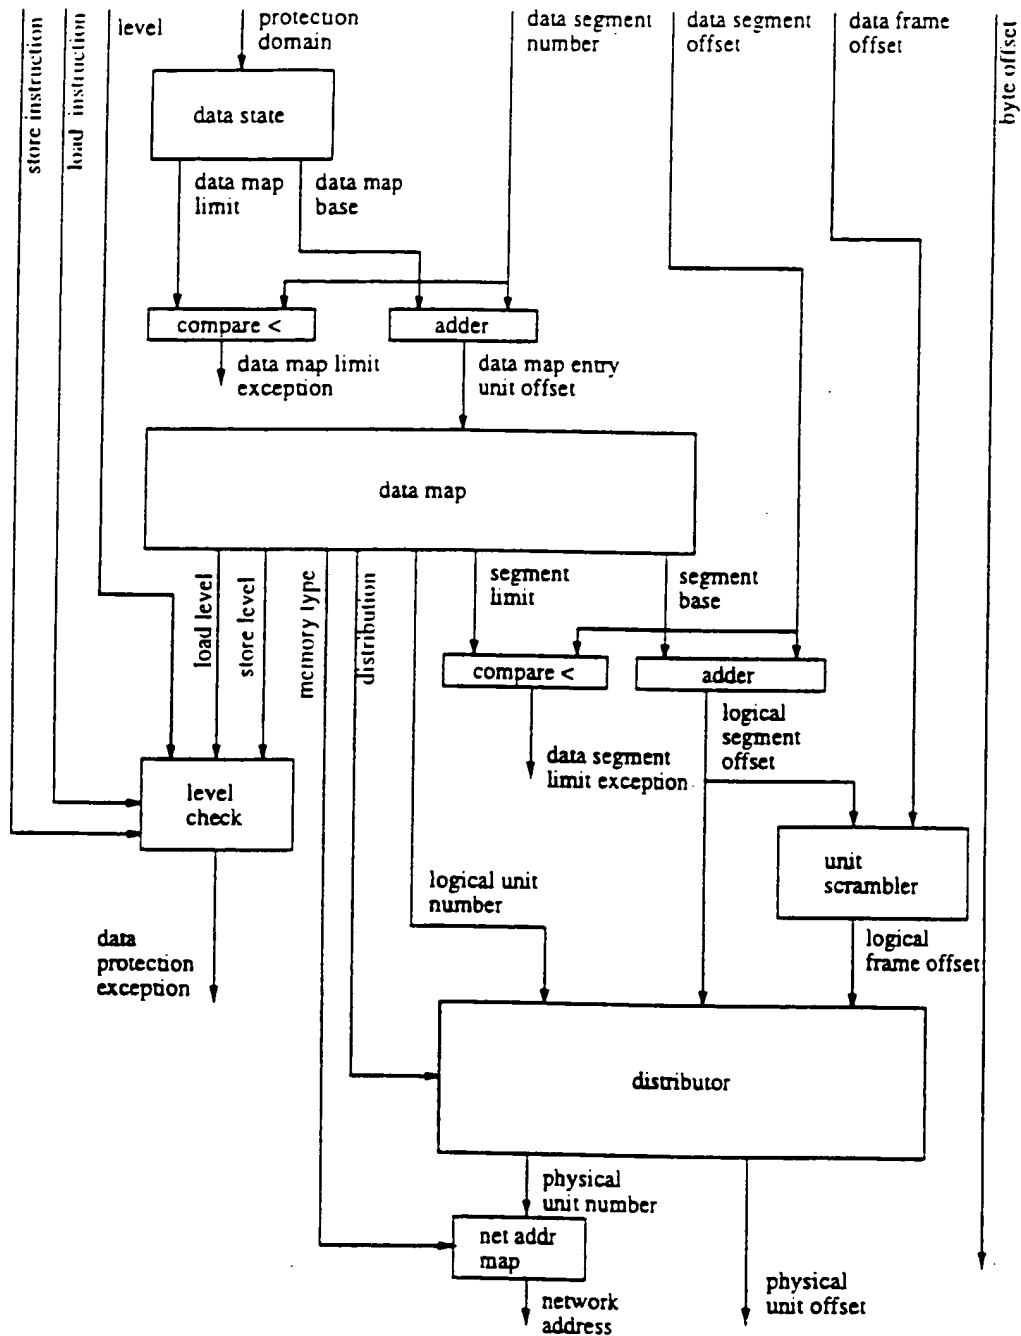 store instruction
load instruction
level
protection
domain
data segment
number
data segment
offset
data frame
offset
byte offset
data state
data map
limit
data map
base
compare <
adder
data map limit
exception
data map entry
unit offset
data map
load level
store level
memory type
distribution
segment
limit
segment
base
compare <
adder
logical
segment
offset
data segment
limit exception
level
check
unit
scrambler
logical unit
number
logical
frame offset
data
protection
exception
distributor
physical
unit number
net addr
map
physical
unit offset
network
address